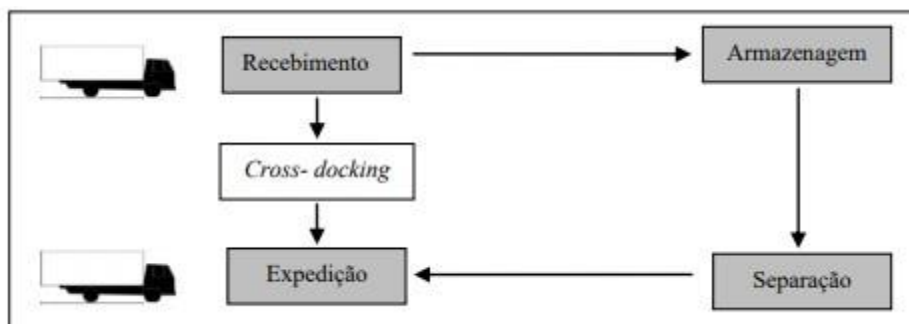 Recebimento
Armazenagem
Cross- docking
Expedição
Separação